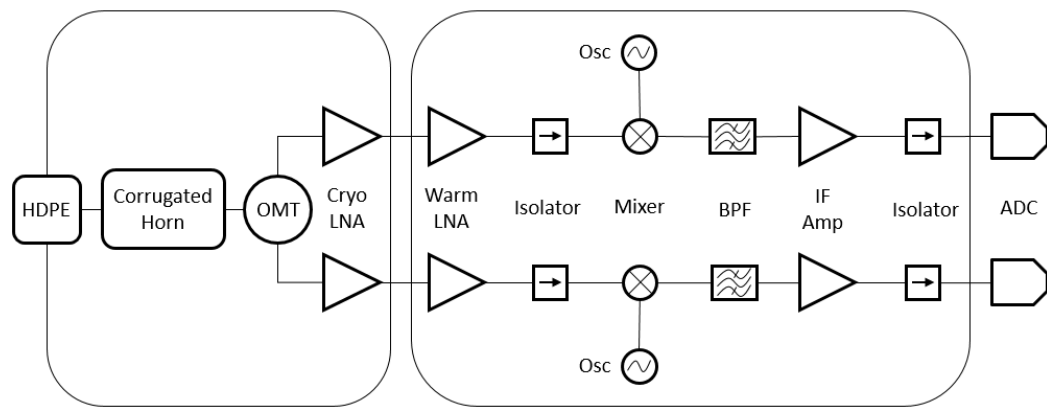 Osc
HDPE
Corrugated
Horn
OMT
Cryo
LNA
Warm
LNA
Isolator
Mixer
BPF
IF
Amp
Isolator
ADC
Osc